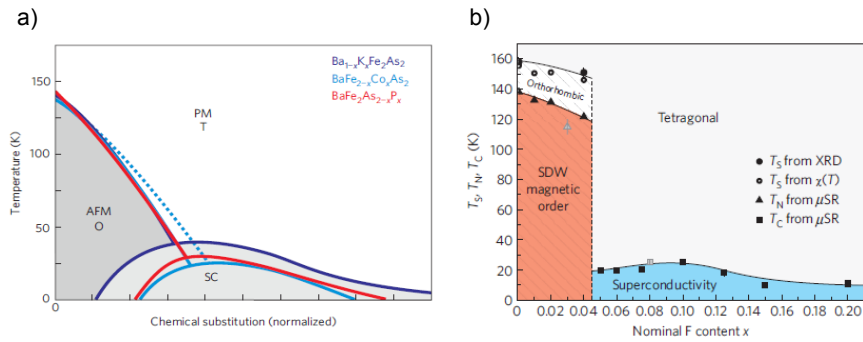 a)
Ba1−xKxFe2As2
BaFe2−xCoxAs2
BaFe2As2−xPx
PM
T
AFM
O
SC
Temperature (K)
150
100
50
0
0
Chemical substitution (normalized)
b)
Orthorhombic
Tetragonal
SDW
magnetic
order
Superconductivity
TS from XRD
TS from χ(T)
TN from μSR
TC from μSR
TS, TN, TC (K)
160
140
120
100
80
60
40
20
0
0 0.02 0.04 0.06 0.08 0.10 0.12 0.14 0.16 0.20
Nominal F content x